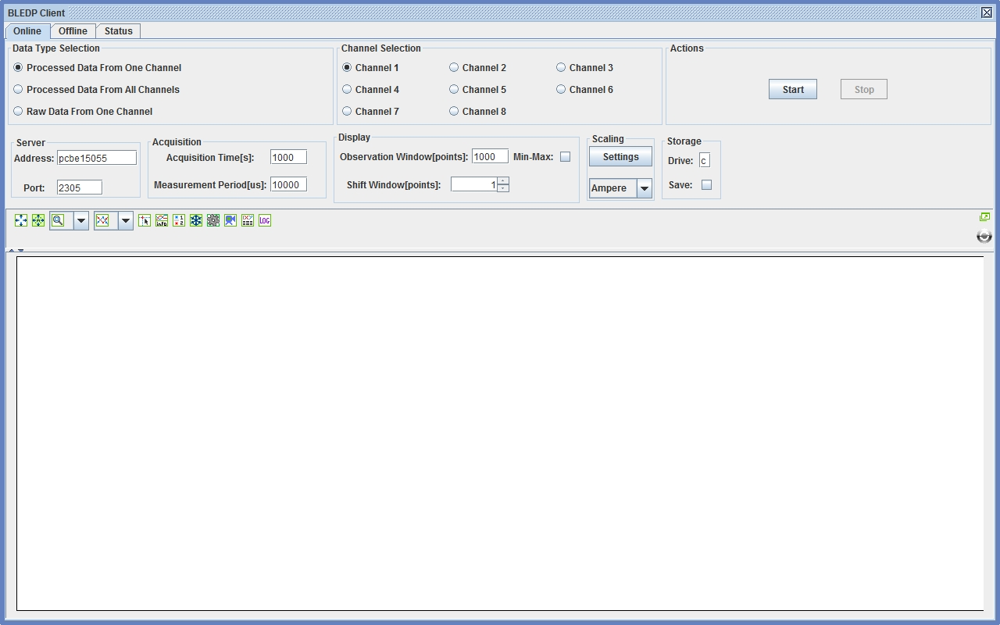 BLEDP Client
Online Offline Status
Data Type Selection Channel Selection Actions
Processed Data From One Channel Channel 1 Channel 2 Channel 3
Processed Data From All Channels Channel 4 Channel 5 Channel 6 Start Stop
Raw Data From One Channel Channel 7 Channel 8
Server Acquisition Display Scaling Storage
Address: pcbe15055 Acquisition Time[s]: 1000 Observation Window[points]: 1000 Min-Max: Settings Drive: c
Port: 2305 Measurement Period[us]: 10000 Shift Window[points]: 1 Ampere Save:
A info 1 2 LOG